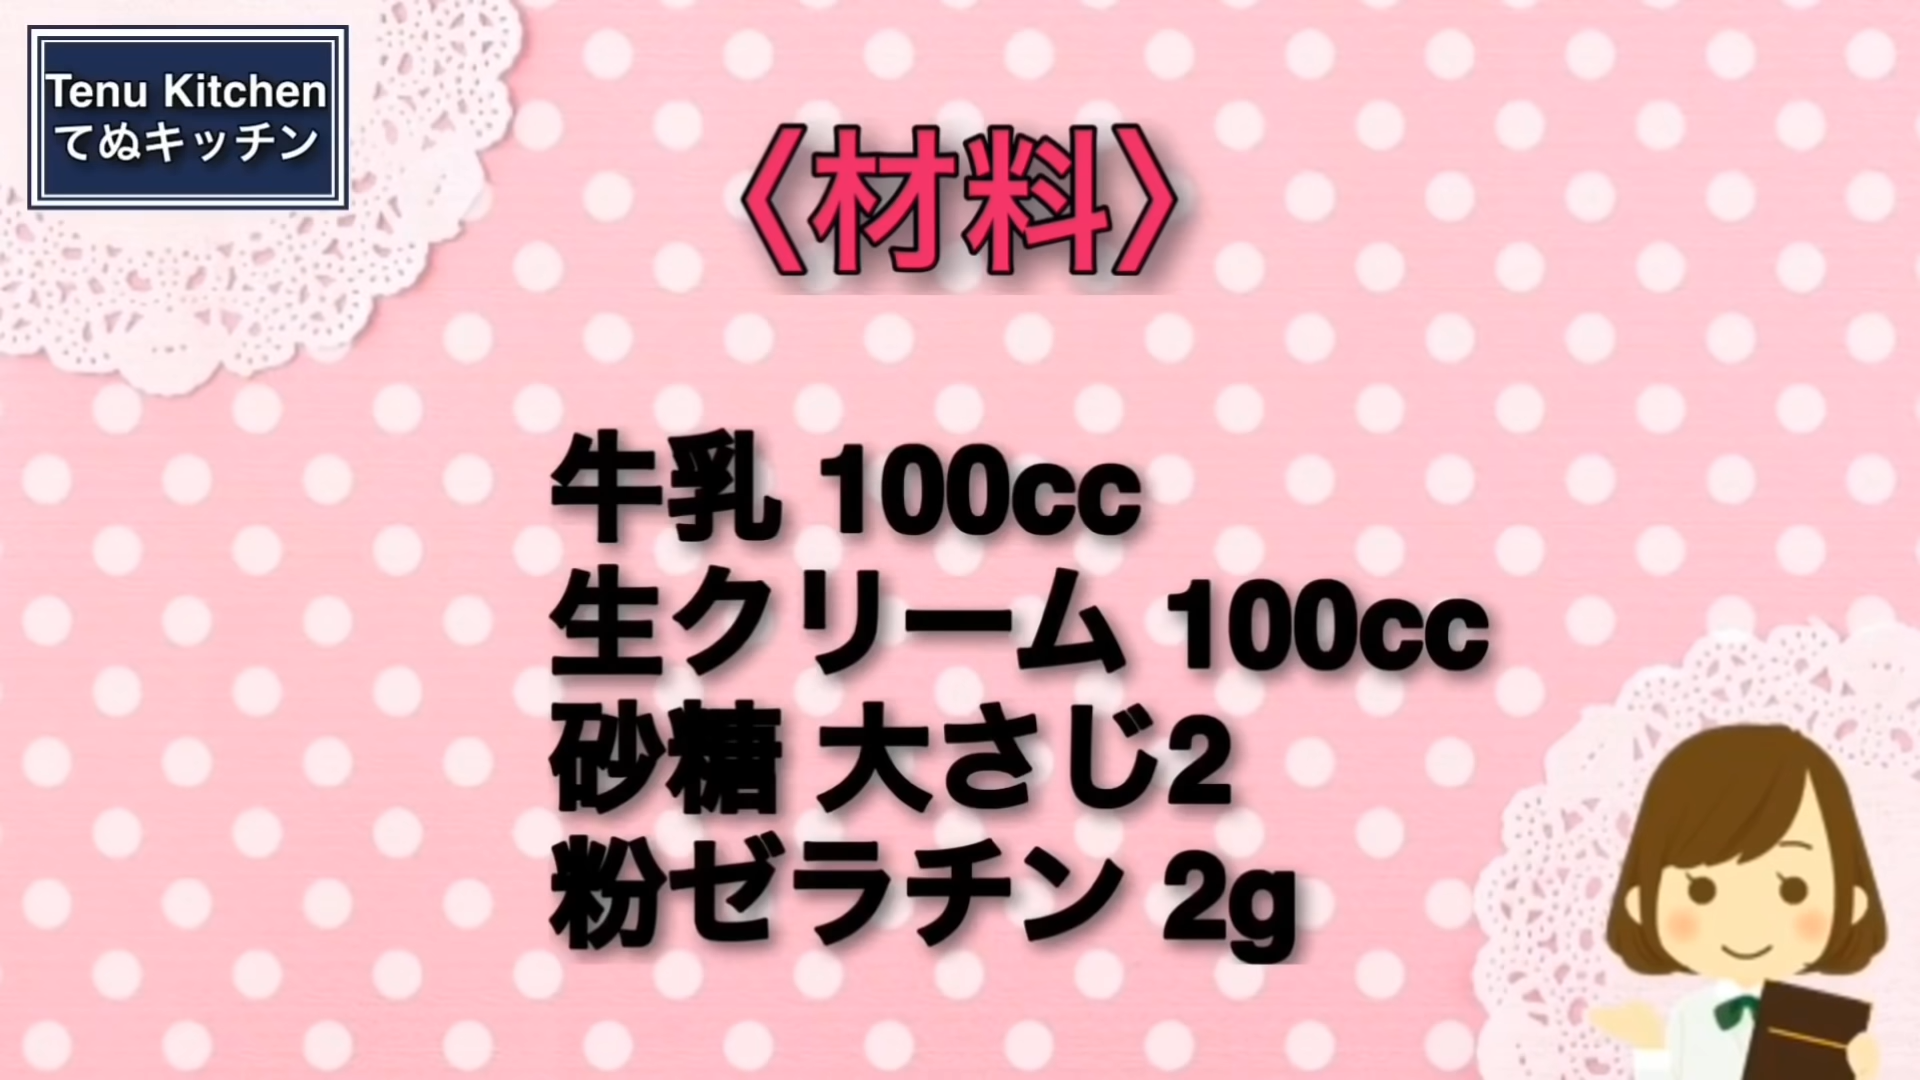 Tenu Kitchen
てぬキッチン
〈材料〉
牛乳 100cc
生クリーム 100cc
砂糖 大さじ2
粉ゼラチン 2g